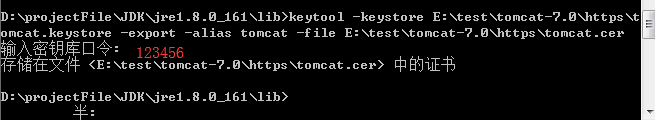 D:\projectFile\JDK\jre1.8.0_161\lib>keytool -keystore E:\test\tomcat-7.0\https\t
omcat.keystore -export -alias tomcat -file E:\test\tomcat-7.0\https\tomcat.cer
输入密钥库口令: 123456
存储在文件 <E:\test\tomcat-7.0\https\tomcat.cer> 中的证书
D:\projectFile\JDK\jre1.8.0_161\lib>
半: